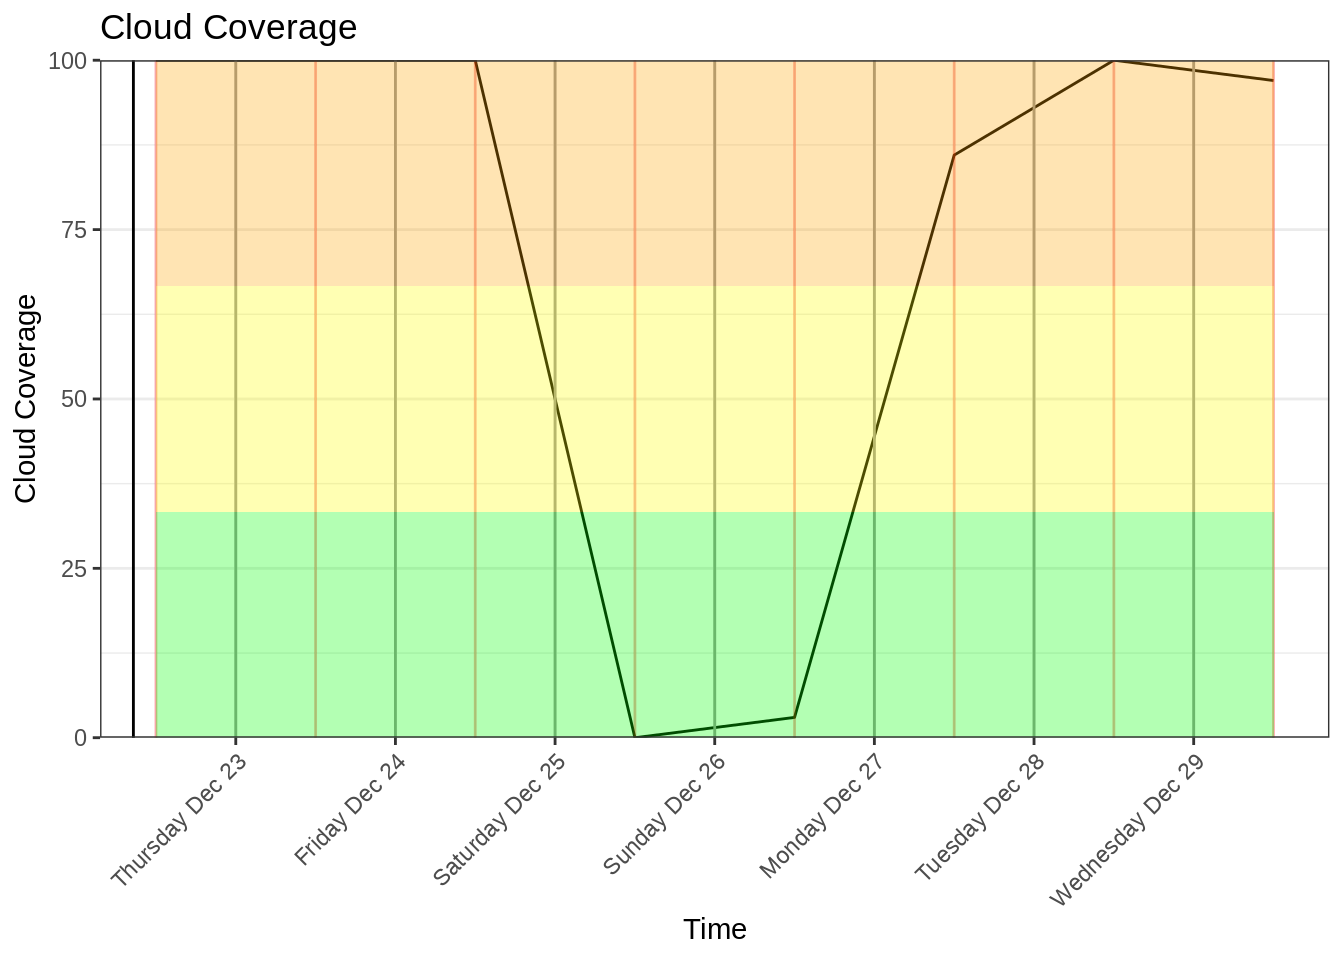 Cloud Coverage
100
75
50
25
0
Cloud Coverage
Thursday Dec 23
Friday Dec 24
Saturday Dec 25
Sunday Dec 26
Monday Dec 27
Tuesday Dec 28
Wednesday Dec 29
Time